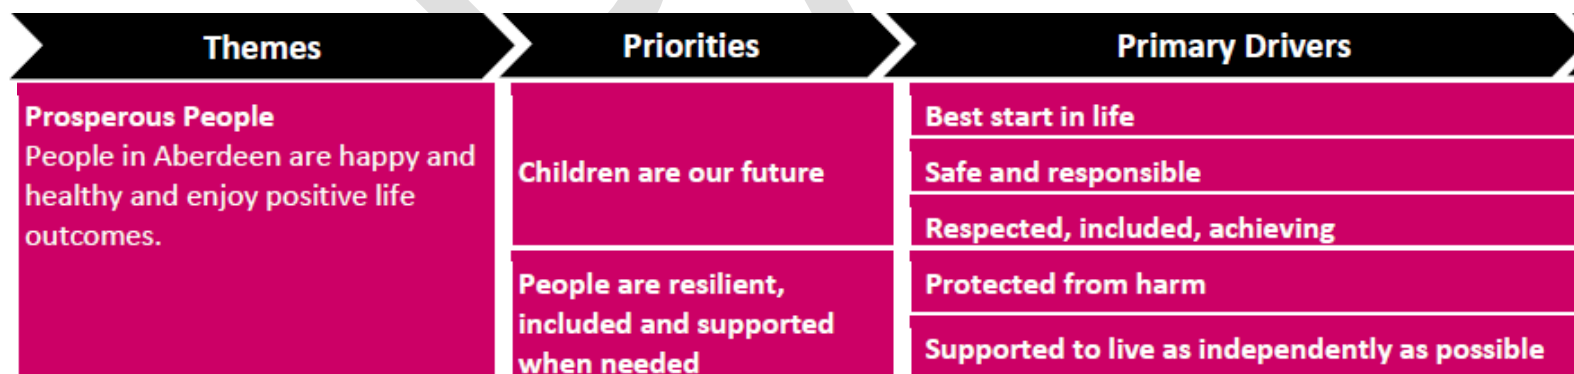 Themes
Priorities
Primary Drivers
Prosperous People
People in Aberdeen are happy and
healthy and enjoy positive life
outcomes.
Children are our future
People are resilient,
included and supported
when needed
Best start in life
Safe and responsible
Respected, included, achieving
Protected from harm
Supported to live as independently as possible